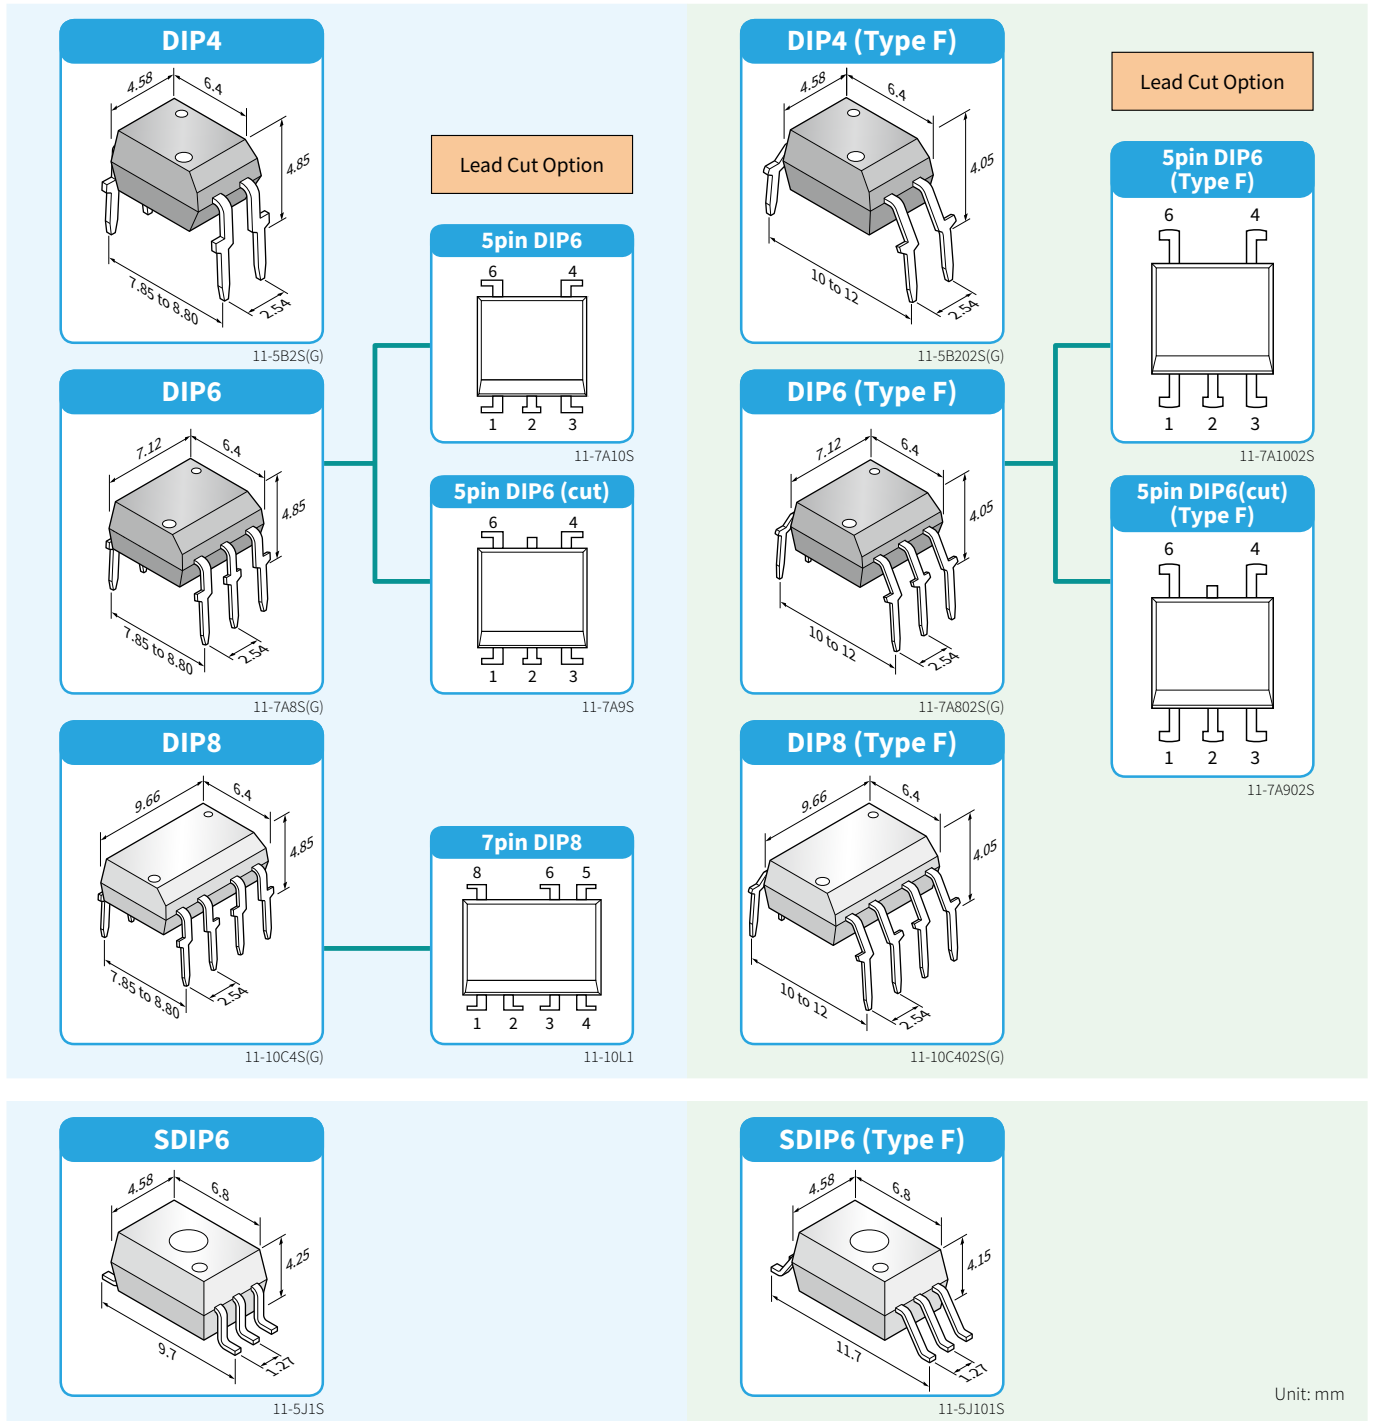 DIP4
4.58
6.4
4.85
7.85 to 8.80
2.54
11-5B2S(G)
DIP6
7.12
6.4
4.85
7.85 to 8.80
2.54
11-7A8S(G)
DIP8
9.66
6.4
4.85
7.85 to 8.80
2.54
11-10C4S(G)
Lead Cut Option
5pin DIP6
6 4
1 2 3
11-7A10S
5pin DIP6 (cut)
6 4
1 2 3
11-7A9S
7pin DIP8
8 6 5
1 2 3 4
11-10L1
DIP4 (Type F)
4.58
6.4
4.05
10 to 12
2.54
11-5B202S(G)
DIP6 (Type F)
7.12
6.4
4.05
10 to 12
2.54
11-7A802S(G)
DIP8 (Type F)
9.66
6.4
4.05
10 to 12
2.54
11-10C402S(G)
Lead Cut Option
5pin DIP6
(Type F)
6 4
1 2 3
11-7A1002S
5pin DIP6(cut)
(Type F)
6 4
1 2 3
11-7A902S
SDIP6
4.58
6.8
4.25
9.7
1.27
11-5J1S
SDIP6 (Type F)
4.58
6.8
4.15
11.7
1.27
11-5J101S
Unit: mm